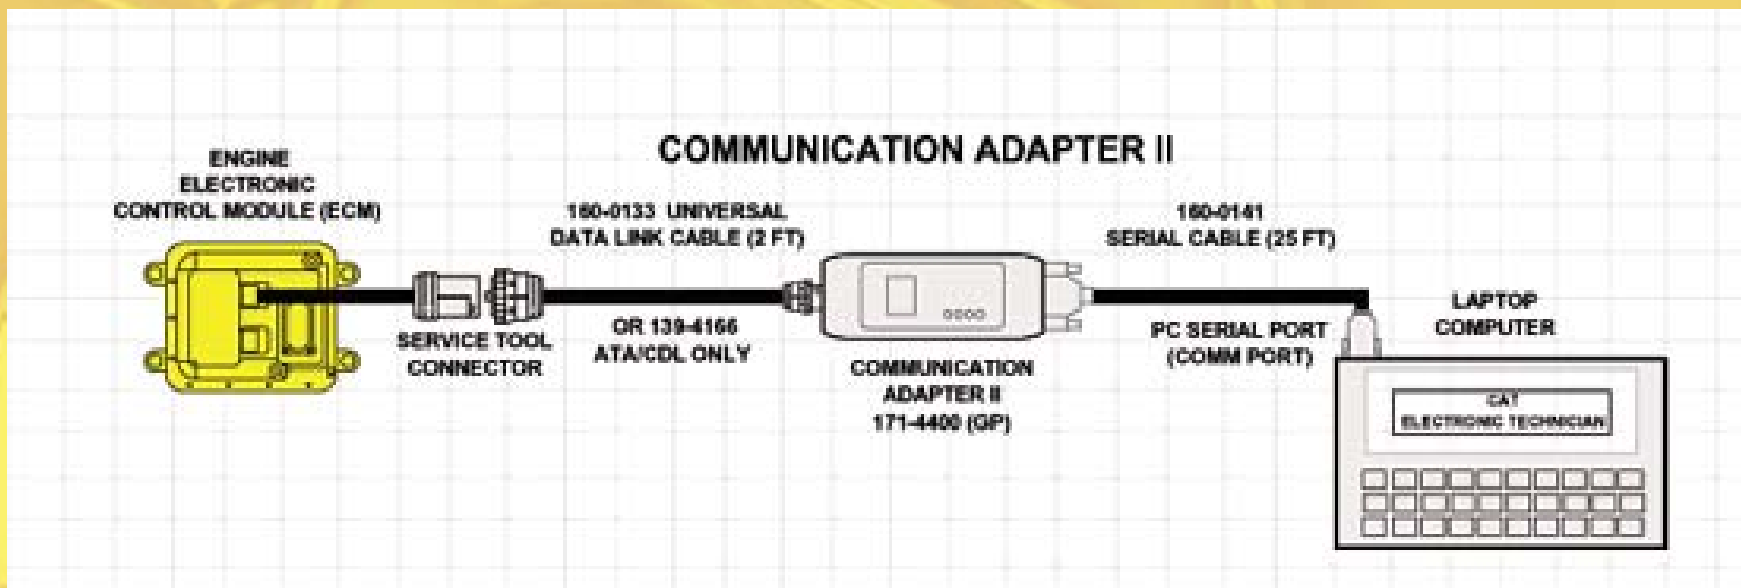 COMMUNICATION ADAPTER II
ENGINE
ELECTRONIC
CONTROL MODULE (ECM)
160-0133 UNIVERSAL
DATA LINK CABLE (2 FT)
160-0141
SERIAL CABLE (25 FT)
SERVICE TOOL
CONNECTOR
OR 139-4166
ATA/CDL ONLY
COMMUNICATION
ADAPTER II
171-4400 (GP)
PC SERIAL PORT
(COMM PORT)
LAPTOP
COMPUTER
CAT
ELECTRONIC TECHNICIAN